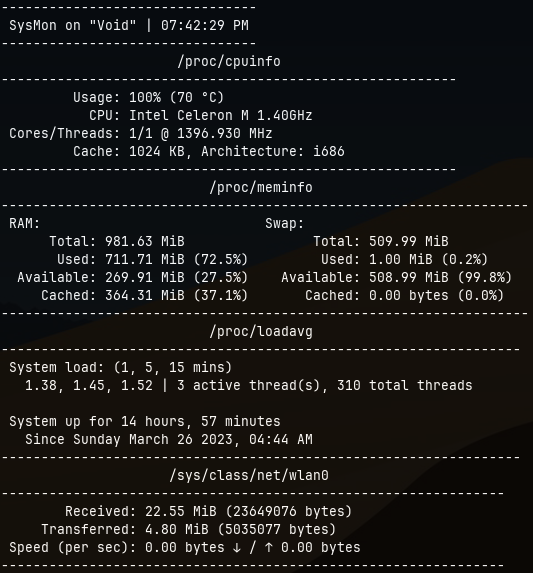 --------------------------------
SysMon on "Void" | 07:42:29 PM
--------------------------------
/proc/cpuinfo
---------------------------------------------------------
Usage: 100% (70 °C)
CPU: Intel Celeron M 1.40GHz
Cores/Threads: 1/1 @ 1396.930 MHz
Cache: 1024 KB, Architecture: i686
---------------------------------------------------------
/proc/meminfo
------------------------------------------------------------------
RAM: Swap:
Total: 981.63 MiB Total: 509.99 MiB
Used: 711.71 MiB (72.5%) Used: 1.00 MiB (0.2%)
Available: 269.91 MiB (27.5%) Available: 508.99 MiB (99.8%)
Cached: 364.31 MiB (37.1%) Cached: 0.00 bytes (0.0%)
------------------------------------------------------------------
/proc/loadavg
-----------------------------------------------------------------
System load: (1, 5, 15 mins)
1.38, 1.45, 1.52 | 3 active thread(s), 310 total threads
System up for 14 hours, 57 minutes
Since Sunday March 26 2023, 04:44 AM
-----------------------------------------------------------------
/sys/class/net/wlan0
---------------------------------------------------------------
Received: 22.55 MiB (23649076 bytes)
Transferred: 4.80 MiB (5035077 bytes)
Speed (per sec): 0.00 bytes ↓ / ↑ 0.00 bytes
---------------------------------------------------------------